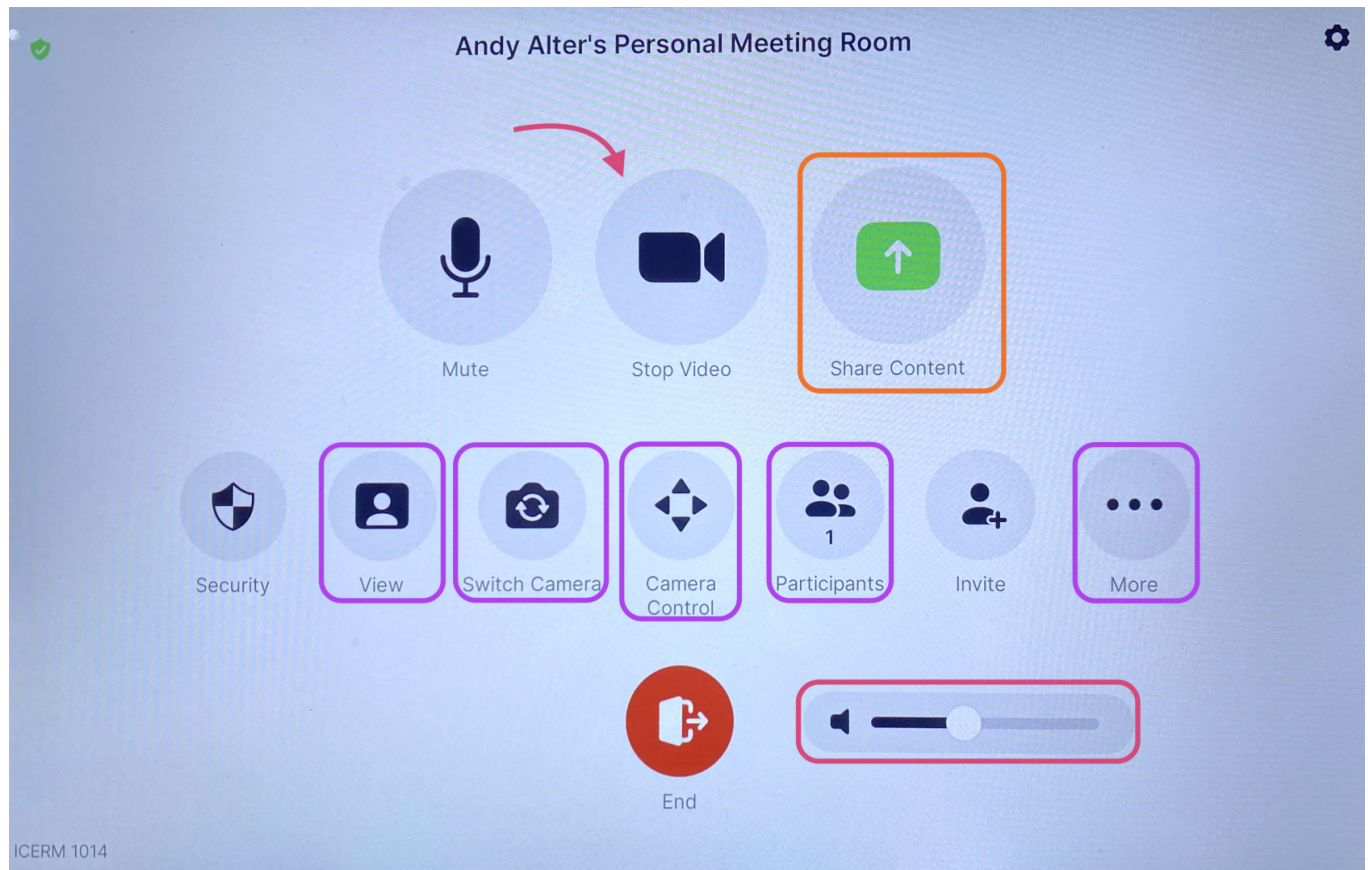 Andy Alter's Personal Meeting Room
Mute
Stop Video
Share Content
Security
View
Switch Camera
Camera
Control
1
Participants
Invite
More
End
ICERM 1014